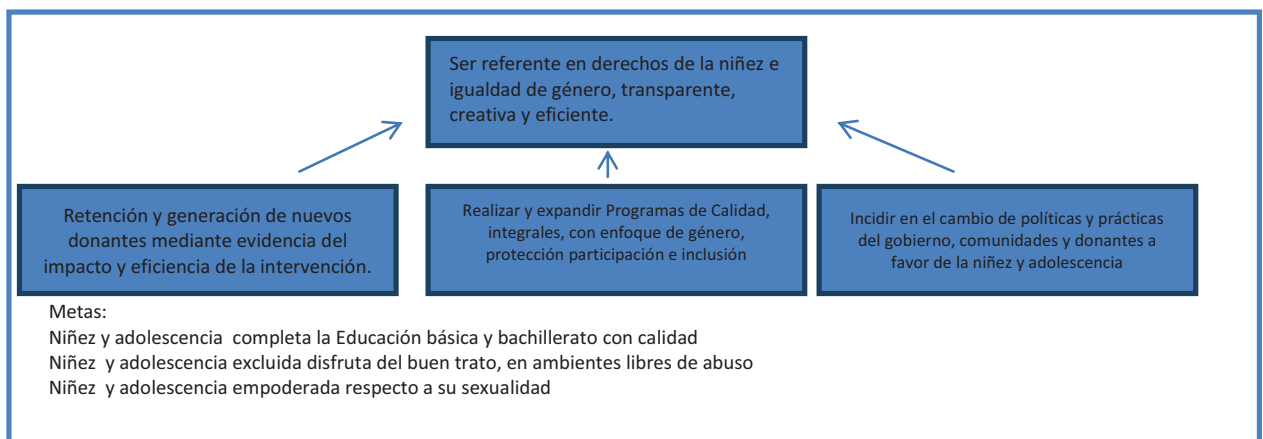 Ser referente en derechos de la niñez e
igualdad de género, transparente,
creativa y eficiente.
Retención y generación de nuevos
donantes mediante evidencia del
impacto y eficiencia de la intervención.
Realizar y expandir Programas de Calidad,
integrales, con enfoque de género,
protección participación e inclusión
Incidir en el cambio de políticas y prácticas
del gobierno, comunidades y donantes a
favor de la niñez y adolescencia
Metas:
Niñez y adolescencia  completa la Educación básica y bachillerato con calidad
Niñez  y adolescencia excluida disfruta del buen trato, en ambientes libres de abuso
Niñez  y adolescencia empoderada respecto a su sexualidad